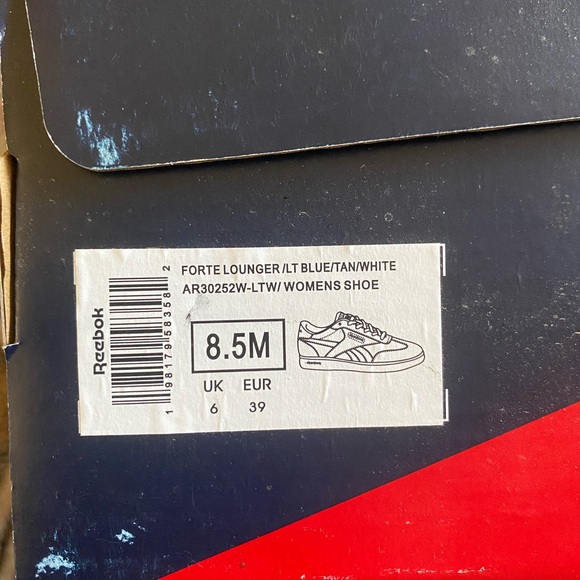 FORTE LOUNGER /LT BLUE/TAN/WHITE
AR30252W-LTW/ WOMENS SHOE
Reebok
1 98179 58358 2
8.5M
UK EUR
6 39